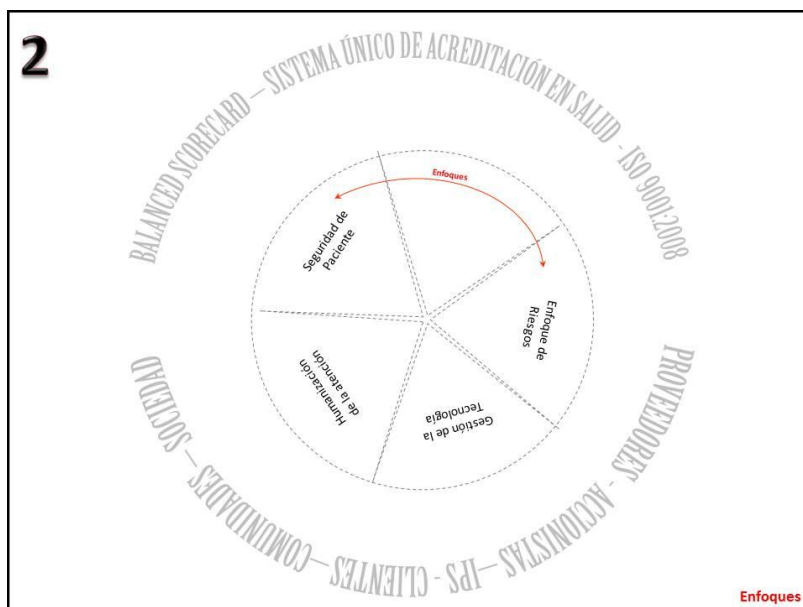 2
BALANCED SCORECARD — SISTEMA ÚNICO DE ACREDITACIÓN EN SALUD - ISO 9001:2008
Enfoques
Seguridad de
Paciente
Enfoque de
Riesgos
Humanización
de la atención
Gestión de la
Tecnología
PROVEEDORES - ACCIONISTAS — IPS - CLIENTES — COMUNIDADES — SOCIEDAD
Enfoques